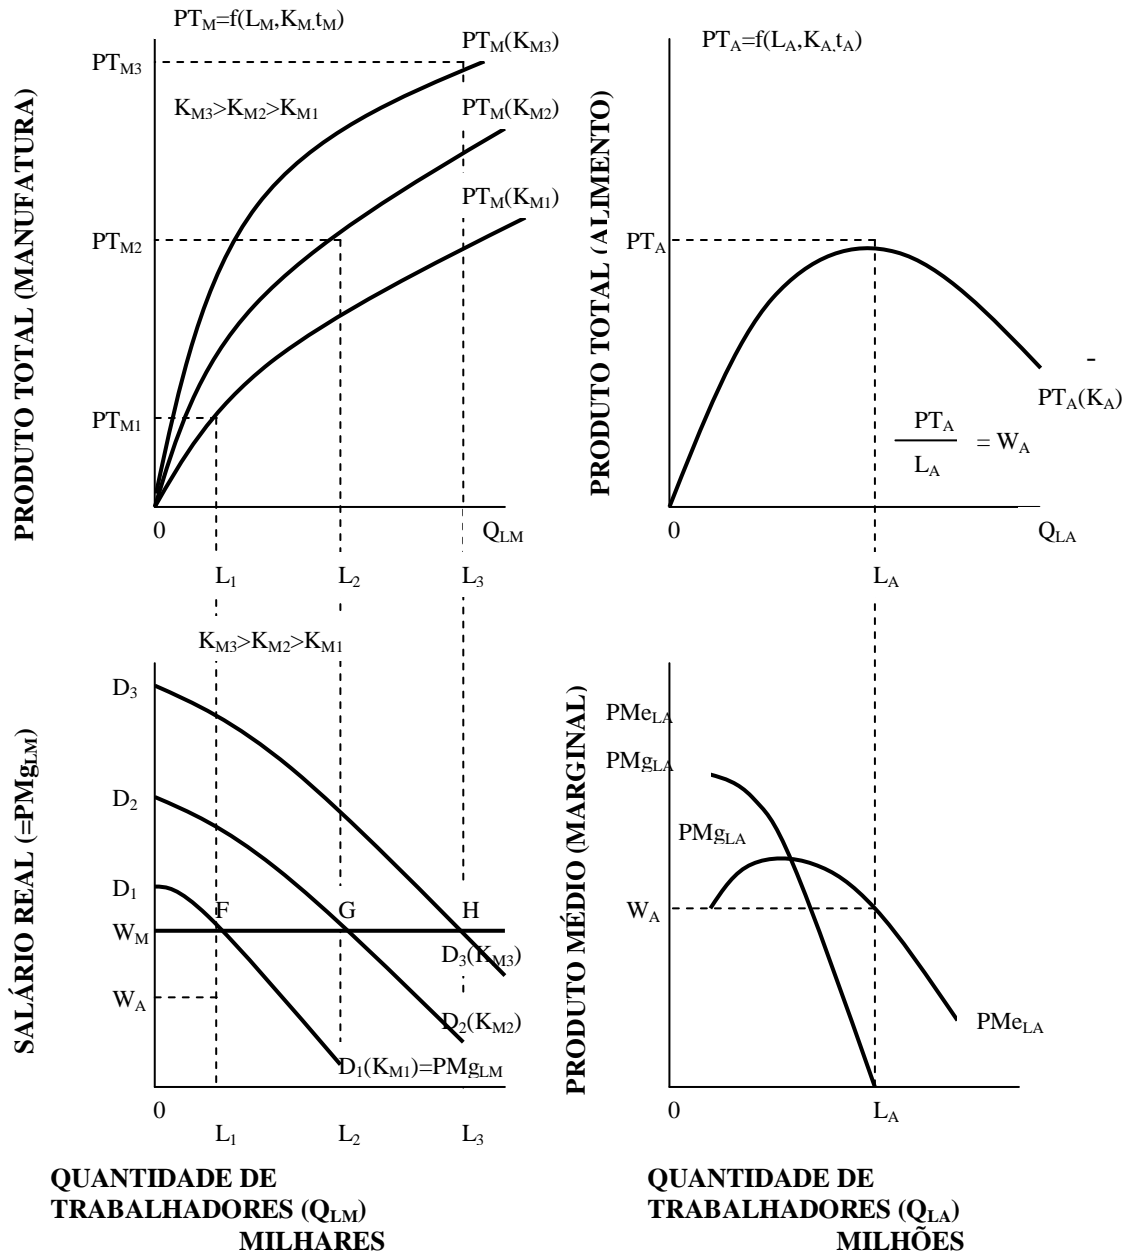 PT_M=f(L_M,K_M,t_M)
PT_M3
PT_M(K_M3)
K_M3>K_M2>K_M1
PT_M(K_M2)
PT_M(K_M1)
PT_M2
PT_M1
PRODUTO TOTAL (MANUFATURA)
0
Q_LM
L_1
L_2
L_3
PT_A=f(L_A,K_A,t_A)
PRODUTO TOTAL (ALIMENTO)
PT_A
-
PT_A(K_A)
PT_A
L_A
= W_A
0
Q_LA
L_A
K_M3>K_M2>K_M1
D_3
D_2
D_1
F
G
H
W_M
W_A
D_3(K_M3)
D_2(K_M2)
D_1(K_M1)=PMg_LM
SALÁRIO REAL (=PMg_LM)
0
L_1
L_2
L_3
QUANTIDADE DE
TRABALHADORES (Q_LM)
MILHARES
PRODUTO MÉDIO (MARGINAL)
PMe_LA
PMg_LA
PMg_LA
W_A
PMe_LA
0
L_A
QUANTIDADE DE
TRABALHADORES (Q_LA)
MILHÕES